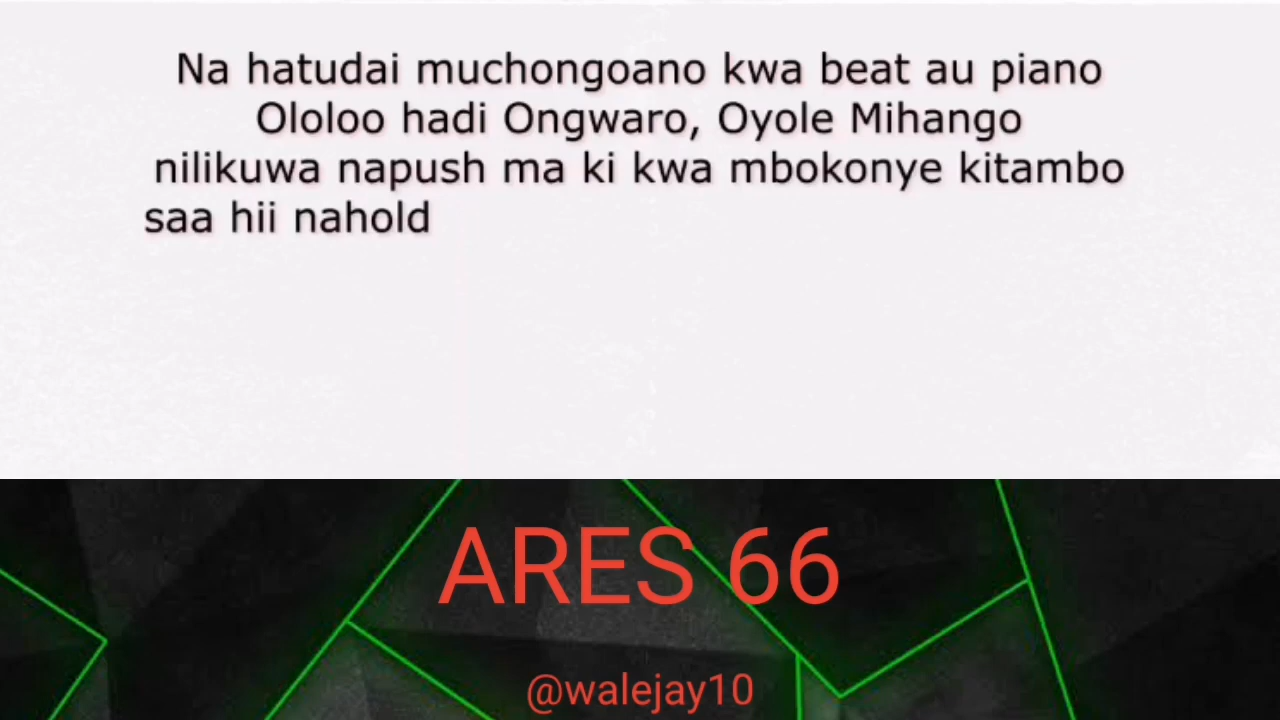 Na hatudai muchongoano kwa beat au piano
Ololoo hadi Ongwaro, Oyole Mihango
nilikuwa napush ma ki kwa mbokonye kitambo
saa hii nahold
ARES 66
@walejay10